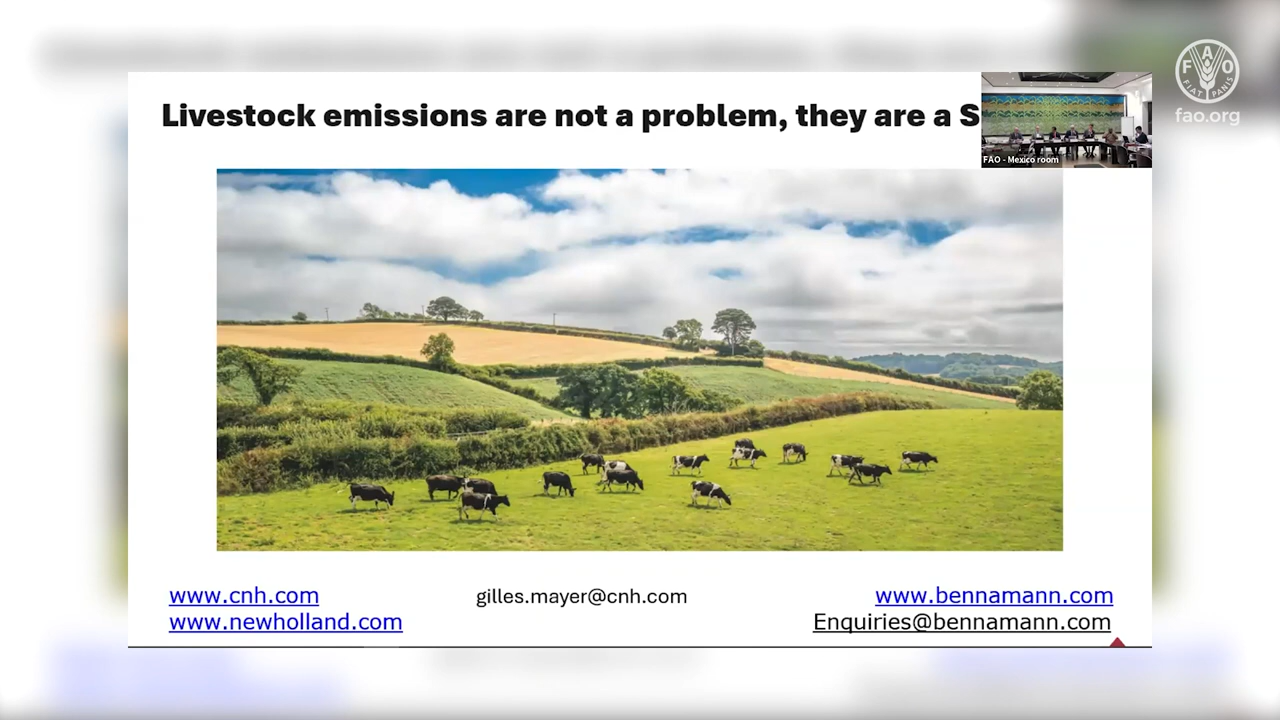 Livestock emissions are not a problem, they are a S
FAO - Mexico room
F A O
FIAT PANIS
fao.org
www.cnh.com
gilles.mayer@cnh.com
www.bennamann.com
www.newholland.com
Enquiries@bennamann.com